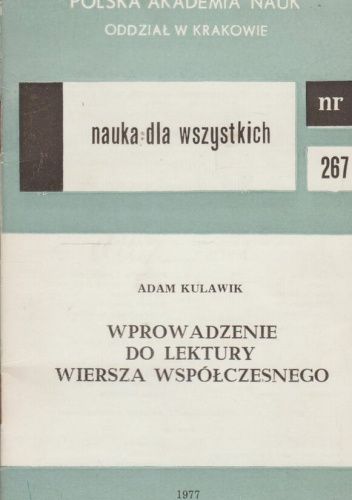 POLSKA AKADEMIA NAUK
ODDZIAŁ W KRAKOWIE
nr
nauka dla wszystkich
267
ADAM KULAWIK
WPROWADZENIE
DO LEKTURY
WIERSZA WSPÓŁCZESNEGO
1977